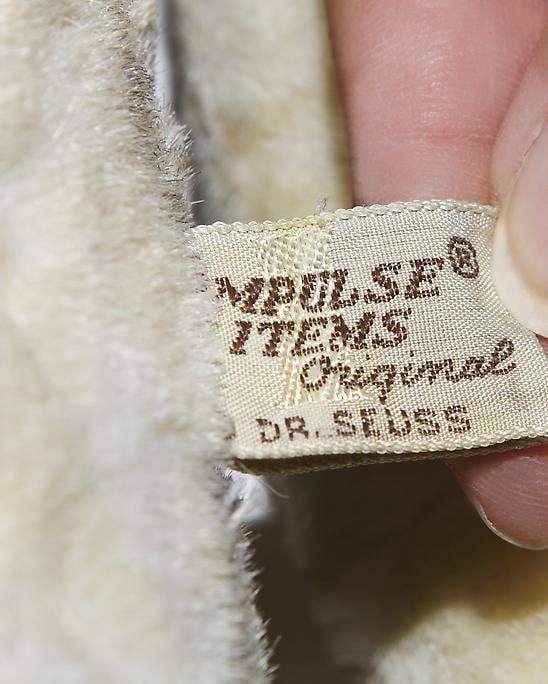 MPULSE®
ITEMS
Original
DR. SEUSS